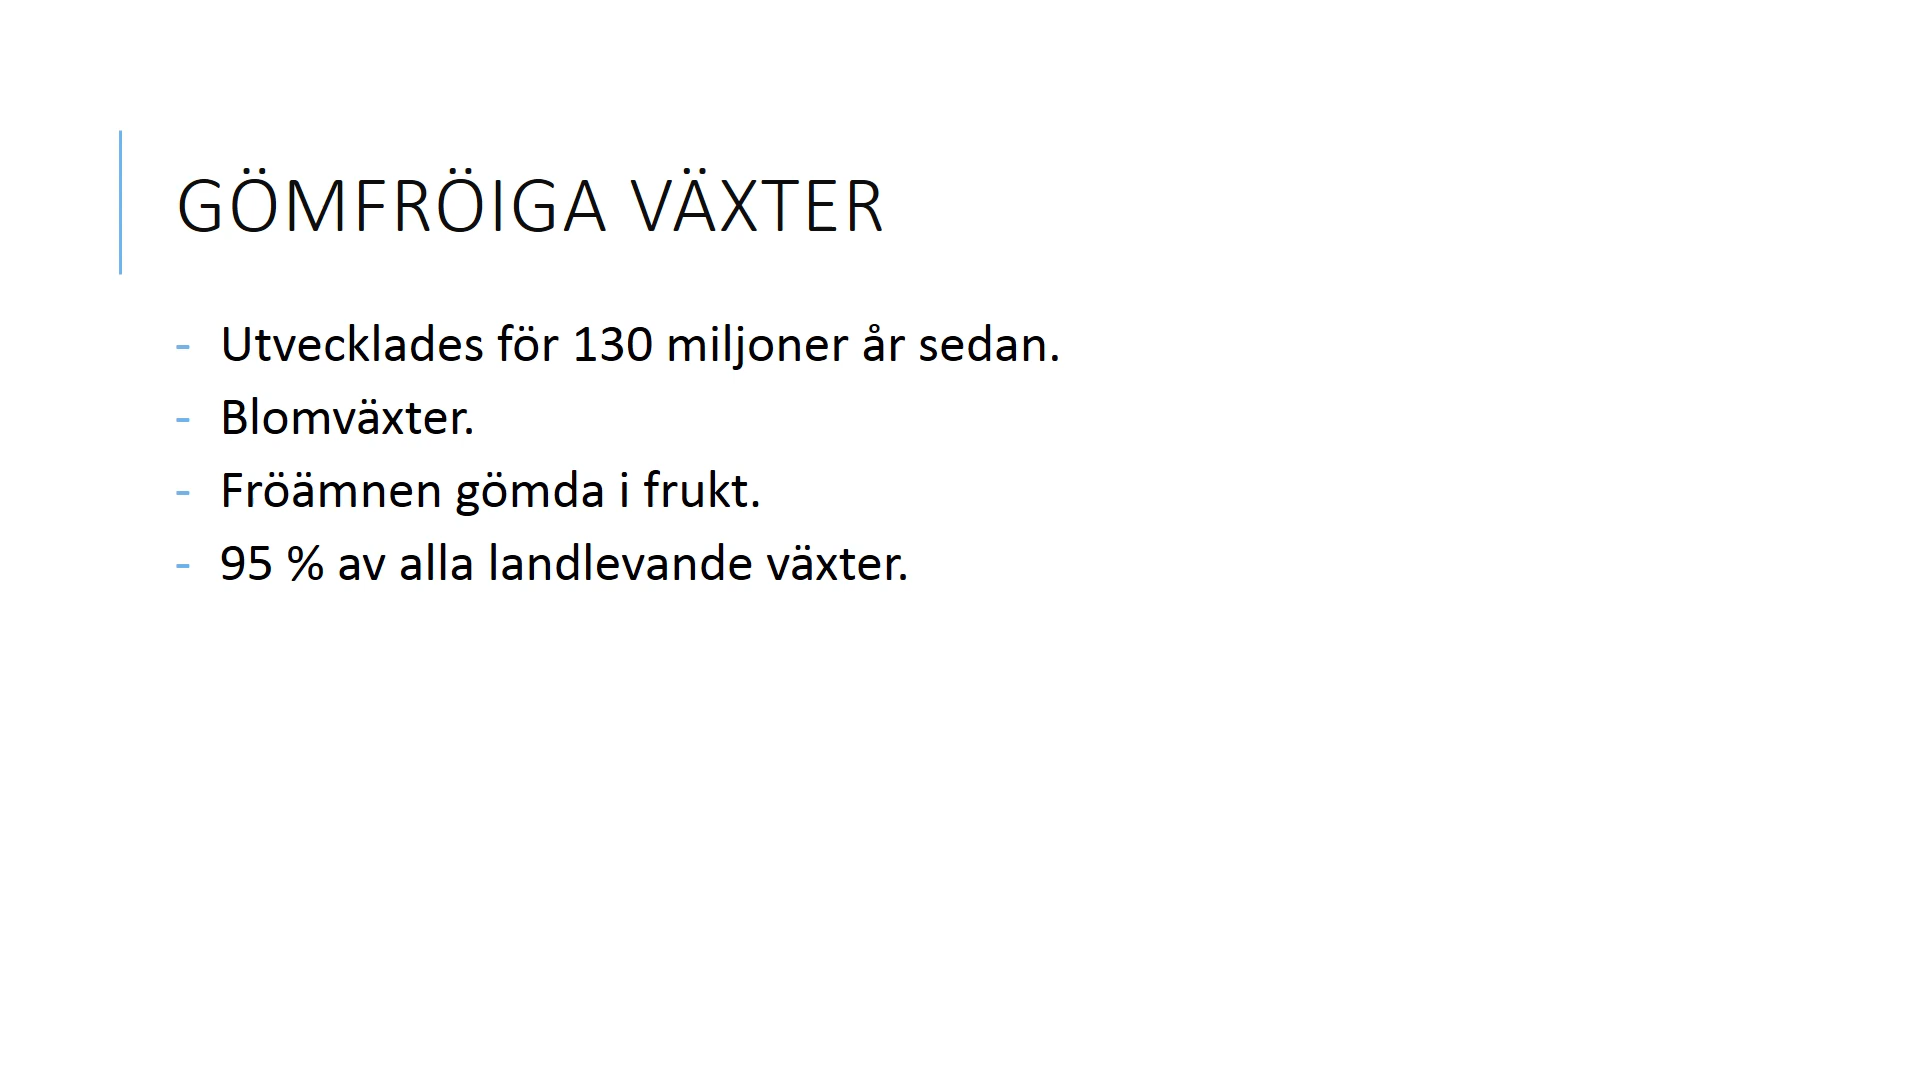 GÖMFRÖIGA VÄXTER
- Utvecklades för 130 miljoner år sedan.
- Blomväxter.
- Fröämnen gömda i frukt.
- 95 % av alla landlevande växter.